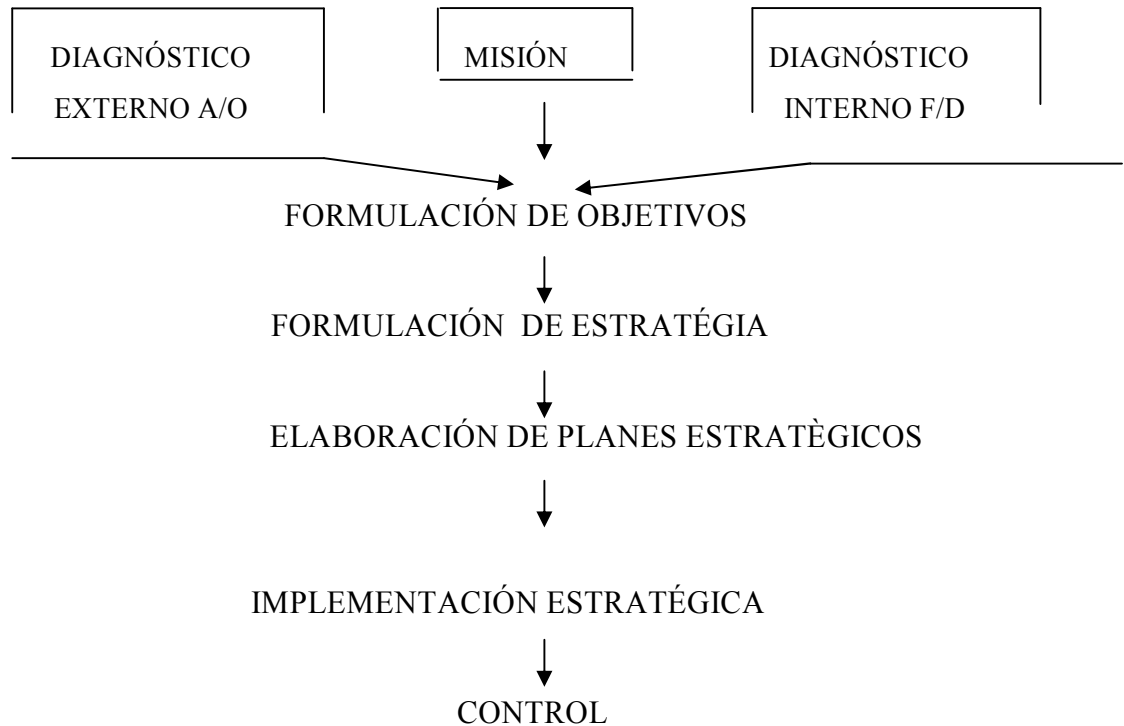 DIAGNÓSTICO
EXTERNO A/O
MISIÓN
DIAGNÓSTICO
INTERNO F/D
FORMULACIÓN DE OBJETIVOS
FORMULACIÓN  DE ESTRATÉGIA
ELABORACIÓN DE PLANES ESTRATÈGICOS
IMPLEMENTACIÓN ESTRATÉGICA
CONTROL